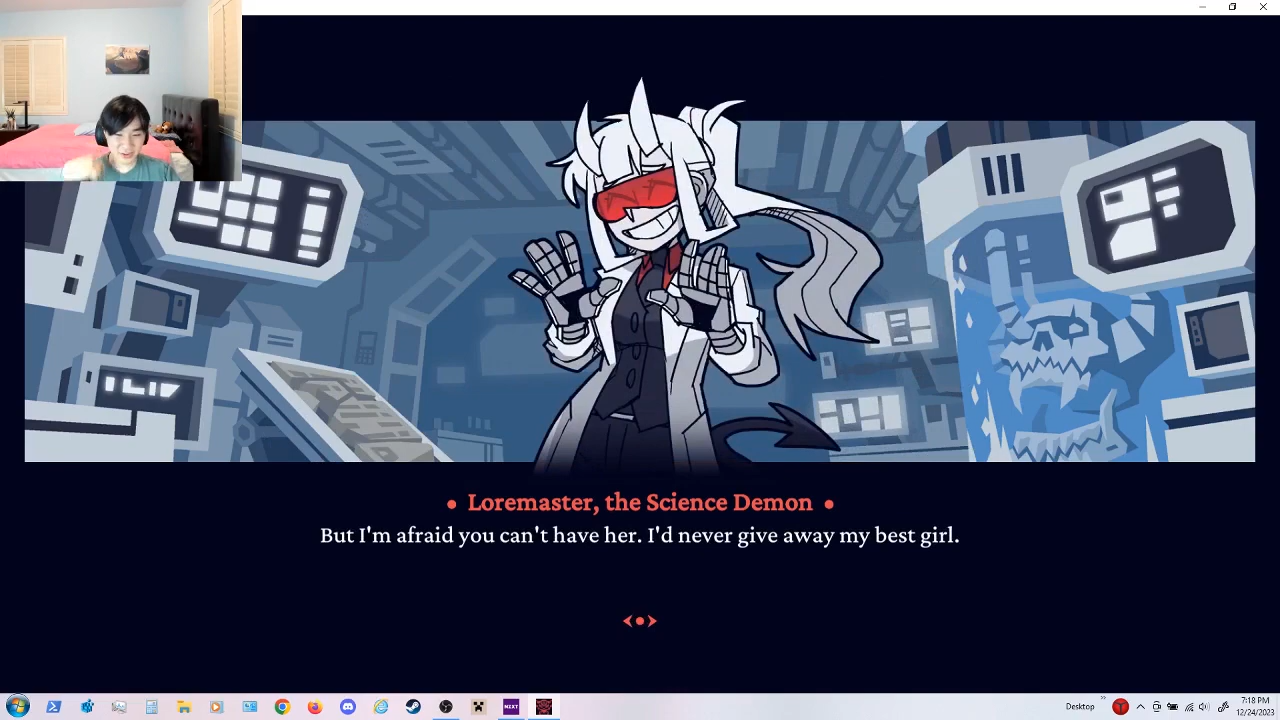 • Loremaster, the Science Demon •
But I'm afraid you can't have her. I'd never give away my best girl.
NEXT
Desktop
7:18 PM
12/24/2023